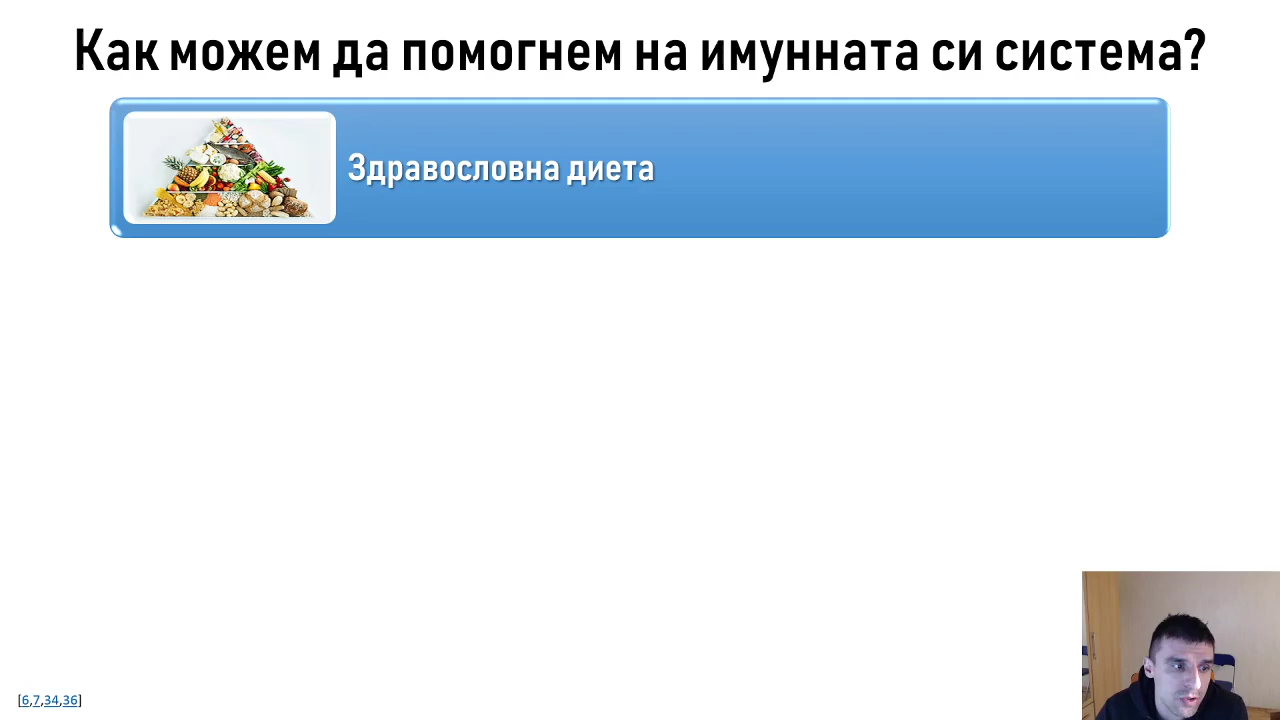 Как можем да помогнем на имунната си система?
Здравословна диета
[6,7,34,36]